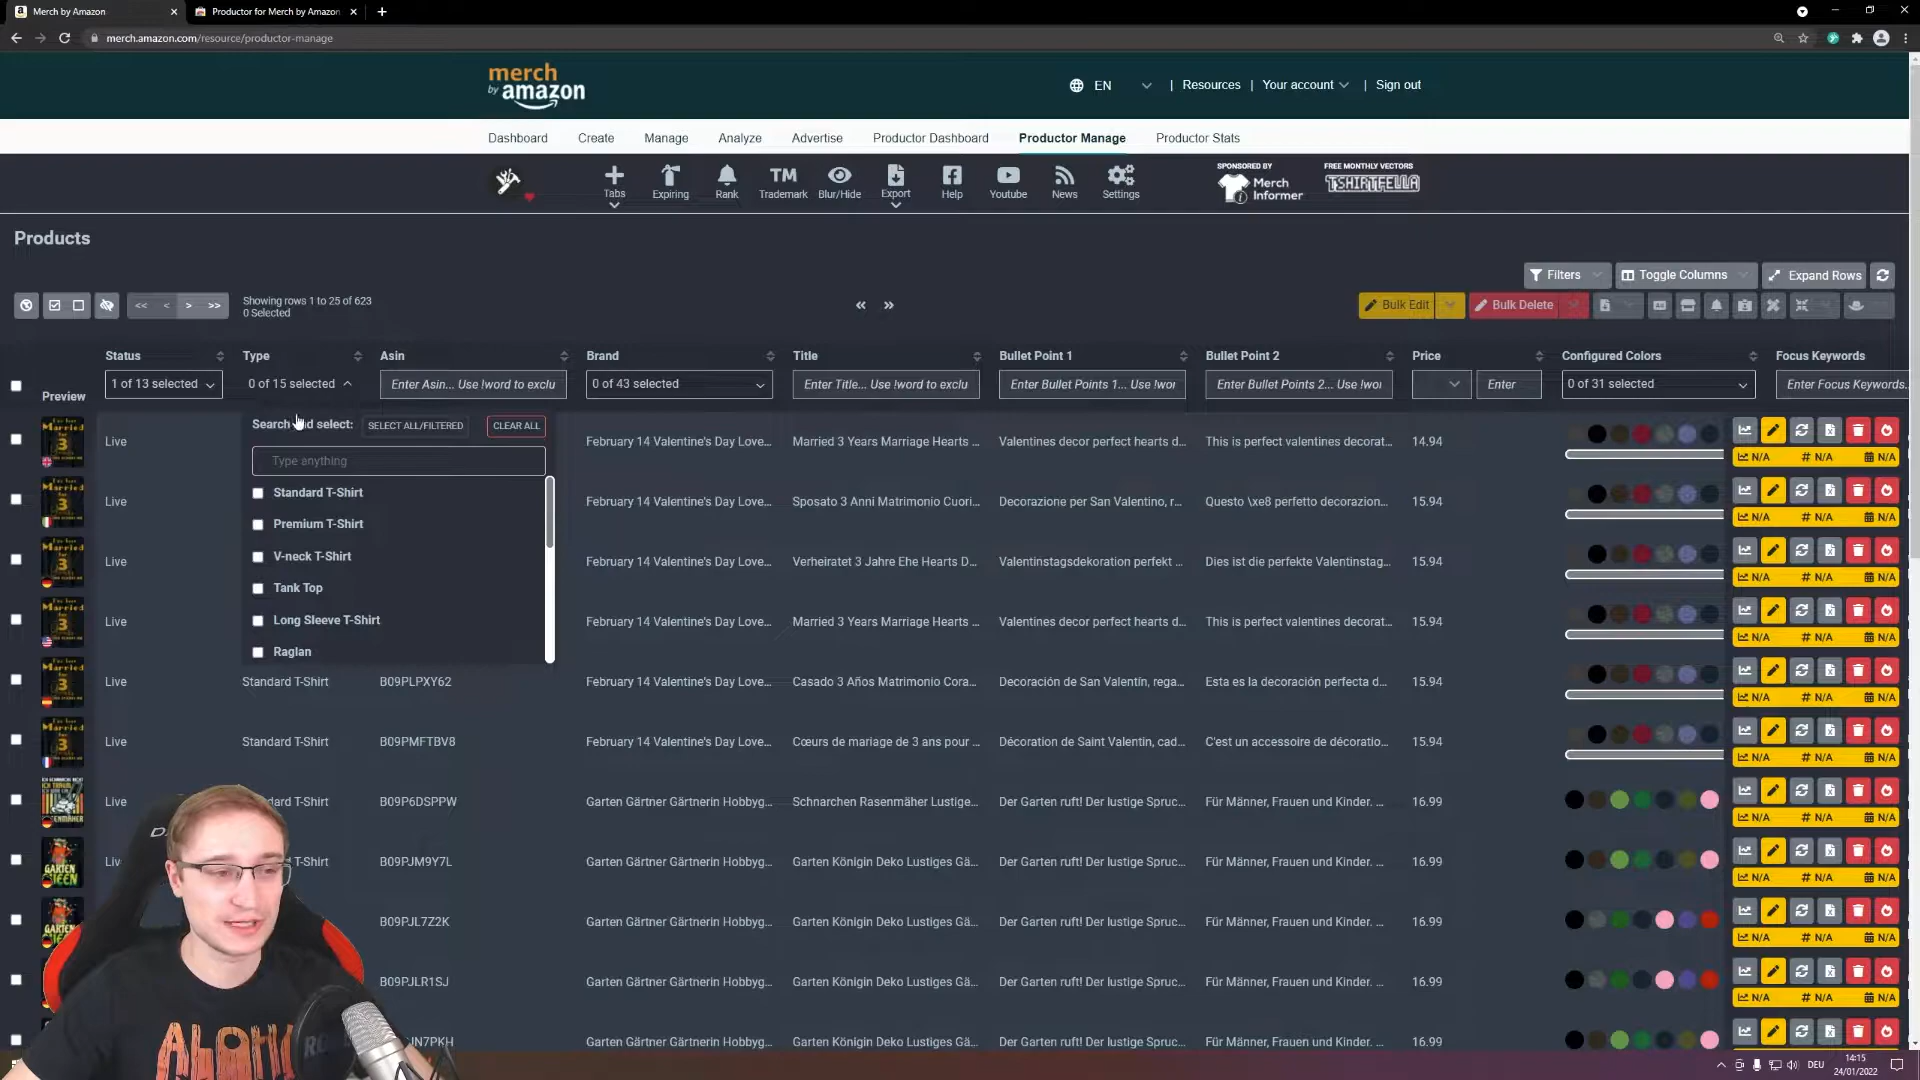 Merch by Amazon
Productor for Merch by Amazon
merch.amazon.com/resource/productor-manage
merch by amazon
EN | Resources | Your account | Sign out
Dashboard Create Manage Analyze Advertise Productor Dashboard Productor Manage Productor Stats
Tabs Expiring Rank TM Trademark Blur/Hide Export Help Youtube News Settings
SPONSORED BY Merch Informer
FREE MONTHLY VECTORS TSHIRTEELLA
Products
Filters Toggle Columns Expand Rows
<< < > >> Showing rows 1 to 25 of 623
0 Selected
« »
Bulk Edit Bulk Delete
Preview Status Type Asin Brand Title Bullet Point 1 Bullet Point 2 Price Configured Colors Focus Keywords
1 of 13 selected 0 of 15 selected Enter Asin... Use !word to exclu 0 of 43 selected Enter Title... Use !word to exclu Enter Bullet Points 1... Use !wor Enter Bullet Points 2... Use !wor Enter 0 of 31 selected Enter Focus Keywords...
Search and select: SELECT ALL/FILTERED CLEAR ALL
Type anything
Standard T-Shirt
Premium T-Shirt
V-neck T-Shirt
Tank Top
Long Sleeve T-Shirt
Raglan
Live February 14 Valentine's Day Love... Married 3 Years Marriage Hearts ... Valentines decor perfect hearts d... This is perfect valentines decorat... 14.94
N/A # N/A N/A
Live February 14 Valentine's Day Love... Sposato 3 Anni Matrimonio Cuori... Decorazione per San Valentino, r... Questo \xe8 perfetto decorazion... 15.94
N/A # N/A N/A
Live February 14 Valentine's Day Love... Verheiratet 3 Jahre Ehe Hearts D... Valentinstagsdekoration perfekt ... Dies ist die perfekte Valentinstag... 15.94
N/A # N/A N/A
Live February 14 Valentine's Day Love... Married 3 Years Marriage Hearts ... Valentines decor perfect hearts d... This is perfect valentines decorat... 15.94
N/A # N/A N/A
Live Standard T-Shirt B09PLPXY62 February 14 Valentine's Day Love... Casado 3 Años Matrimonio Cora... Decoración de San Valentín, rega... Esta es la decoración perfecta d... 15.94
N/A # N/A N/A
Live Standard T-Shirt B09PMFTBV8 February 14 Valentine's Day Love... Cœurs de mariage de 3 ans pour ... Décoration de Saint Valentin, cad... C'est un accessoire de décoratio... 15.94
N/A # N/A N/A
Live T-Shirt B09P6DSPPW Garten Gärtner Gärtnerin Hobbyg... Schnarchen Rasenmäher Lustige... Der Garten ruft! Der lustige Spruc... Für Männer, Frauen und Kinder. ... 16.99
N/A # N/A N/A
T-Shirt B09PJM9Y7L Garten Gärtner Gärtnerin Hobbyg... Garten Königin Deko Lustiges Gä... Der Garten ruft! Der lustige Spruc... Für Männer, Frauen und Kinder. ... 16.99
N/A # N/A N/A
B09PJL7Z2K Garten Gärtner Gärtnerin Hobbyg... Garten Königin Deko Lustiges Gä... Der Garten ruft! Der lustige Spruc... Für Männer, Frauen und Kinder. ... 16.99
N/A # N/A N/A
B09PJLR1SJ Garten Gärtner Gärtnerin Hobbyg... Garten Königin Deko Lustiges Gä... Der Garten ruft! Der lustige Spruc... Für Männer, Frauen und Kinder. ... 16.99
N/A # N/A N/A
JN7PKH Garten Gärtner Gärtnerin Hobbyg... Garten Königin Deko Lustiges Gä... Der Garten ruft! Der lustige Spruc... Für Männer, Frauen und Kinder. ... 16.99
DEU 14:15
24/01/2022